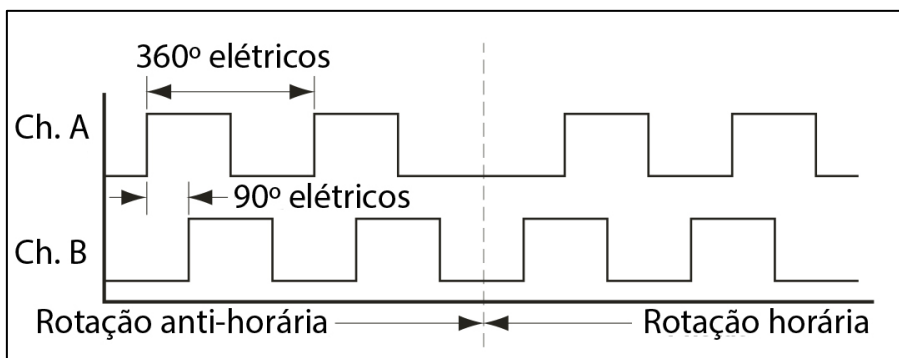 360º elétricos
Ch. A
90º elétricos
Ch. B
Rotação anti-horária
Rotação horária